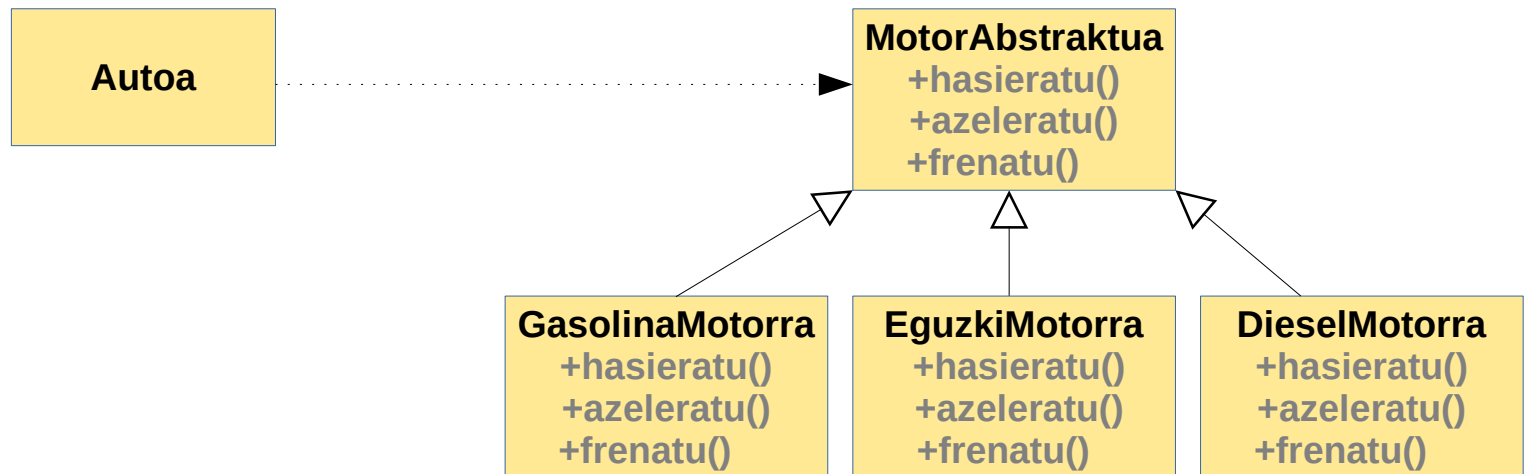 Autoa
MotorAbstraktua
+hasieratu()
+azeleratu()
+frenatu()
GasolinaMotorra
+hasieratu()
+azeleratu()
+frenatu()
EguzkiMotorra
+hasieratu()
+azeleratu()
+frenatu()
DieselMotorra
+hasieratu()
+azeleratu()
+frenatu()